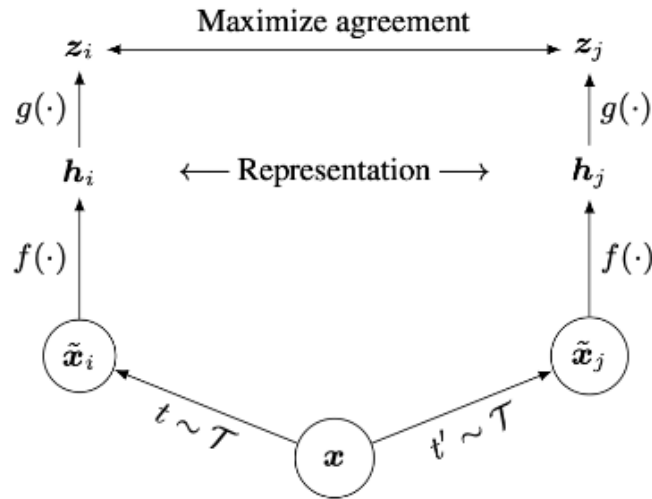 Maximize agreement
z_i z_j
g(·) g(·)
h_i Representation h_j
f(·) f(·)
x̃_i x̃_j
t ∼ 𝒯 t′ ∼ 𝒯
x